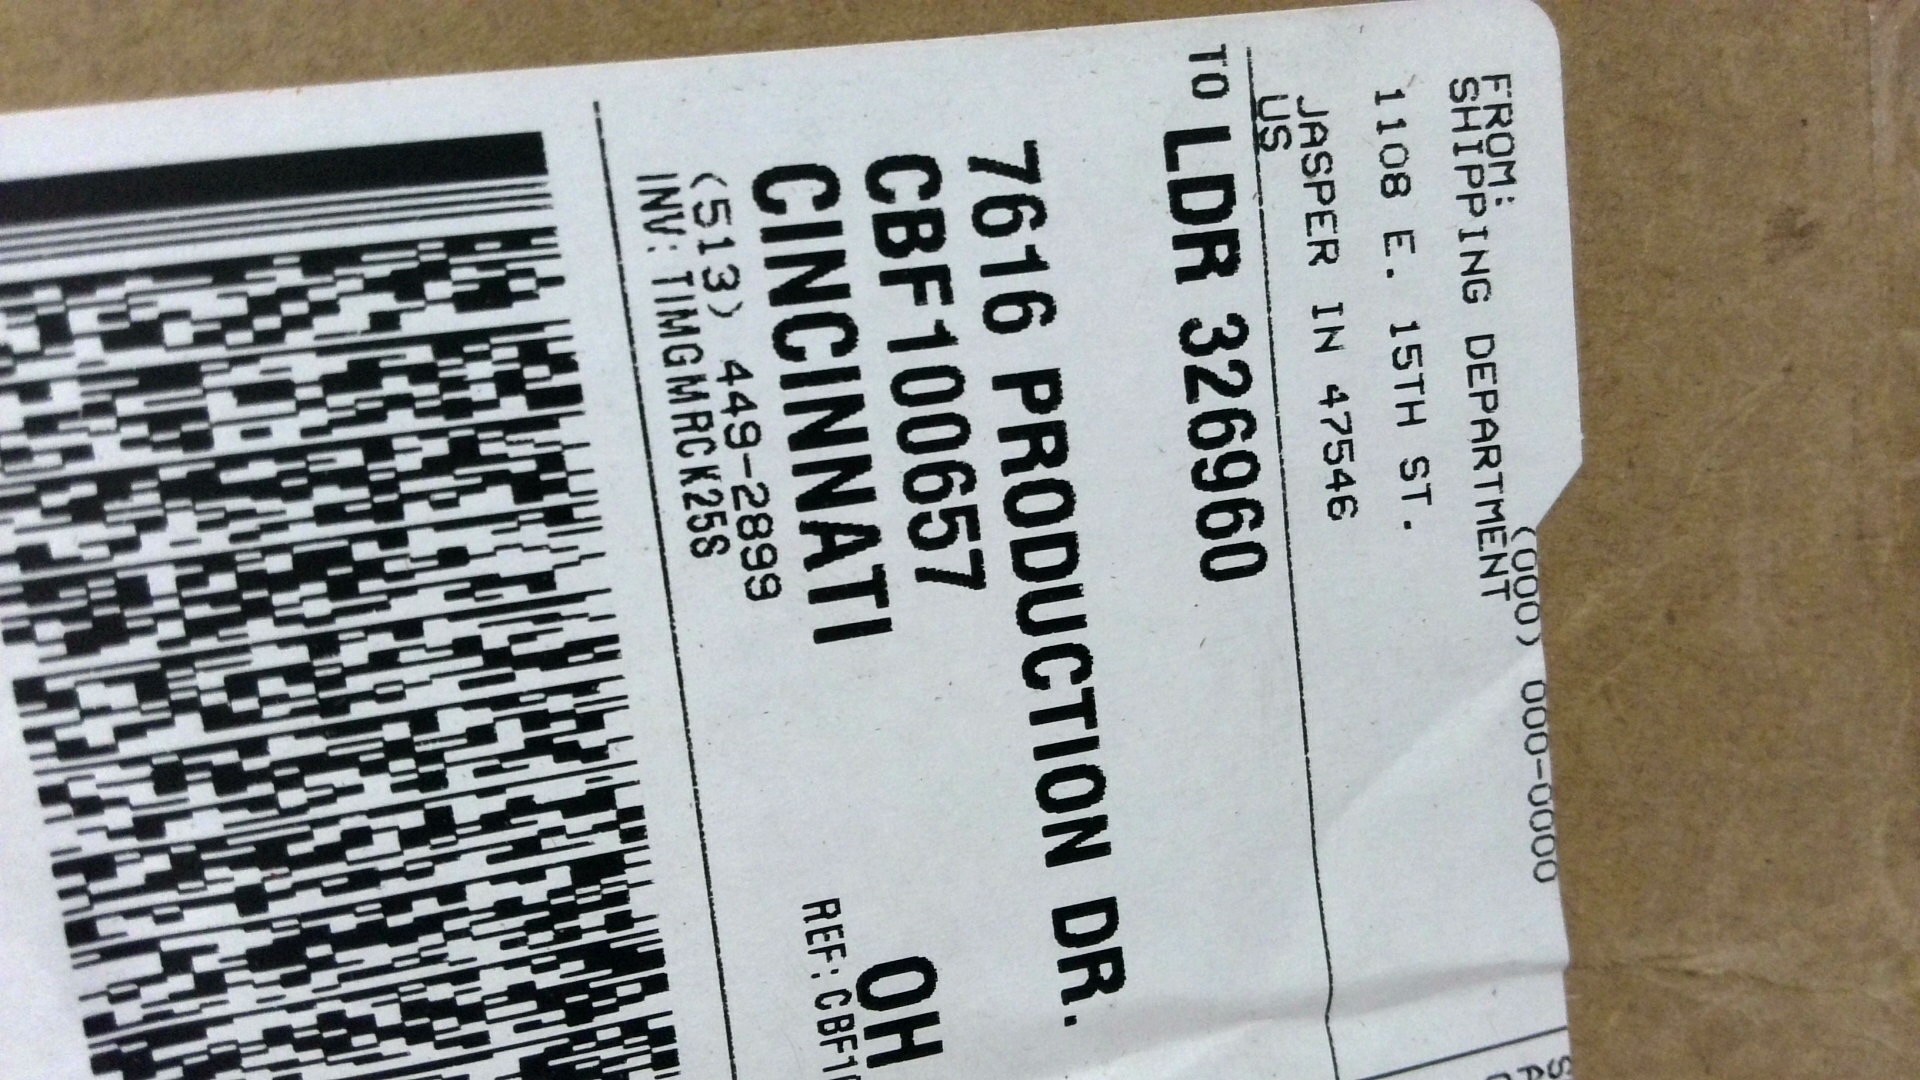 FROM:
SHIPPING DEPARTMENT (000) 000-0000
1108 E. 15TH ST.
JASPER IN 47546
US
TO LDR 326960
7616 PRODUCTION DR.
CBF100657
CINCINNATI OH
(513) 449-2899 REF: CBF1
INV: TIMGMRCK25S